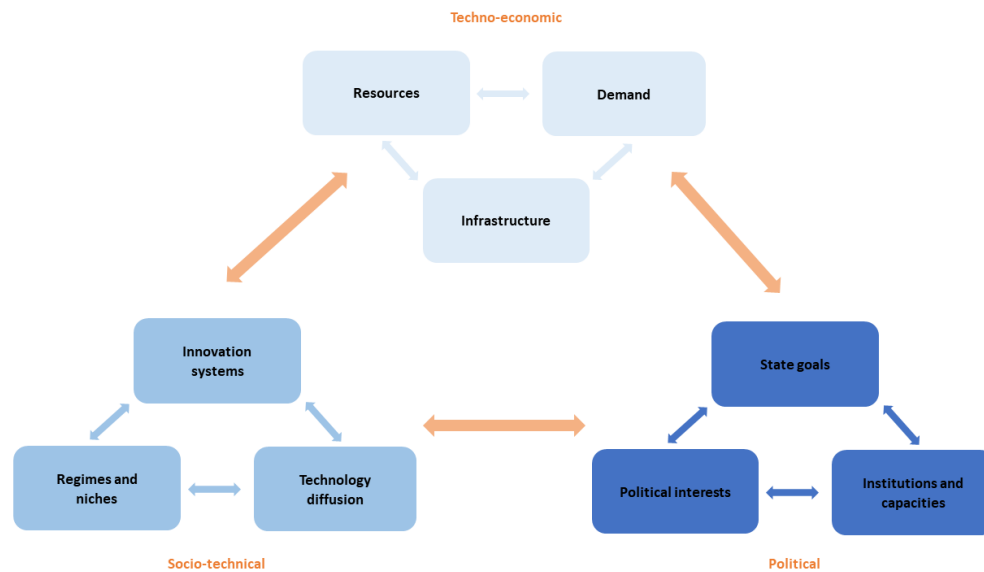 Techno-economic
Resources
Demand
Infrastructure
Innovation
systems
State goals
Regimes and
niches
Technology
diffusion
Political interests
Institutions and
capacities
Socio-technical
Political